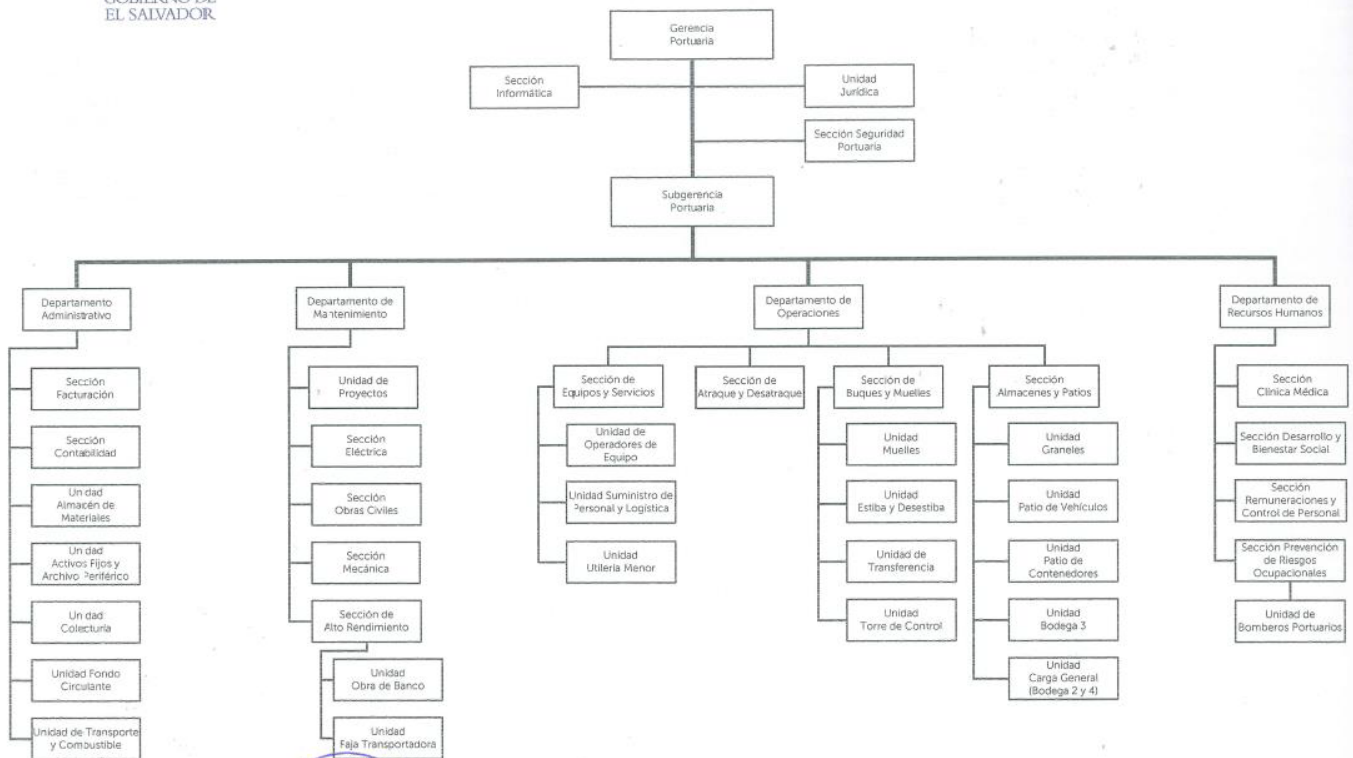 GOBIERNO DE
EL SALVADOR
Gerencia
Portuaria
Sección
Informática
Unidad
Jurídica
Sección Seguridad
Portuaria
Subgerencia
Portuaria
Departamento
Administrativo
Departamento de
Mantenimiento
Departamento de
Operaciones
Departamento de
Recursos Humanos
Sección
Facturación
Sección
Contabilidad
Unidad
Almacén de
Materiales
Unidad
Activos Fijos y
Archivo Periférico
Unidad
Colecturía
Unidad Fondo
Circulante
Unidad de Transporte
y Combustible
Unidad de
Proyectos
Sección
Eléctrica
Sección
Obras Civiles
Sección
Mecánica
Sección de
Alto Rendimiento
Unidad
Obra de Banco
Unidad
Faja Transportadora
Sección de
Equipos y Servicios
Unidad de
Operadores de
Equipo
Unidad Suministro de
Personal y Logística
Unidad
Utilería Menor
Sección de
Atraque y Desatraque
Sección de
Buques y Muelles
Unidad
Muelles
Unidad
Estiba y Desestiba
Unidad de
Transferencia
Unidad
Torre de Control
Sección
Almacenes y Patios
Unidad
Graneles
Unidad
Patio de Vehículos
Unidad
Patio de
Contenedores
Unidad
Bodega 3
Unidad
Carga General
(Bodega 2 y 4)
Sección
Clínica Médica
Sección Desarrollo y
Bienestar Social
Sección
Remuneraciones y
Control de Personal
Sección Prevención
de Riesgos
Ocupacionales
Unidad de
Bomberos Portuarios